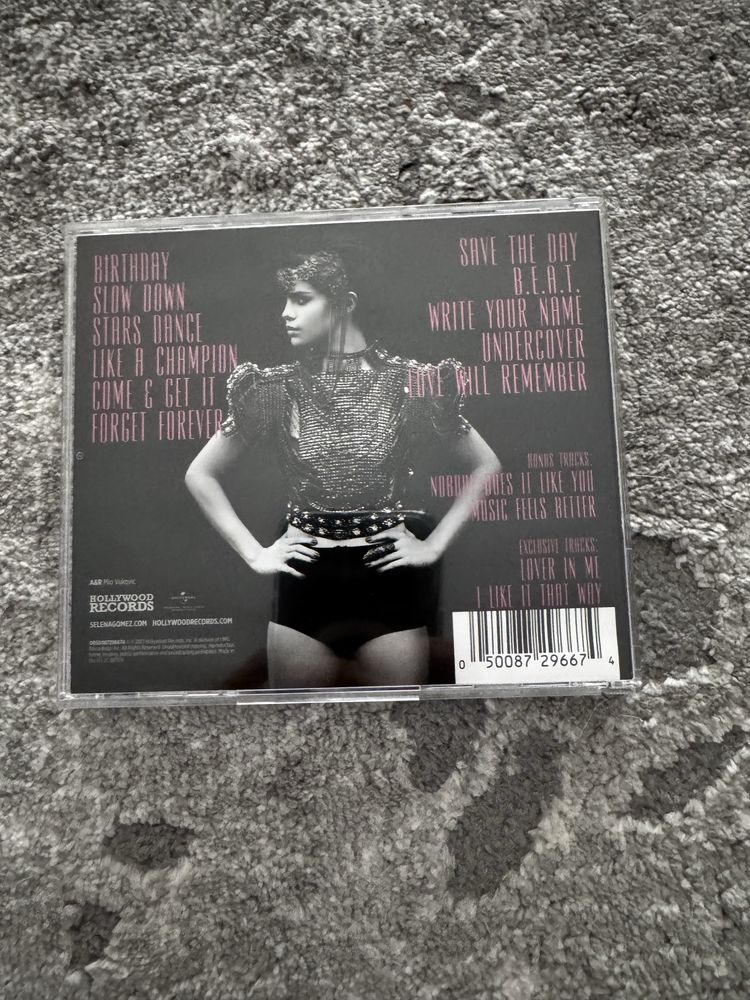 BIRTHDAY
SLOW DOWN
STARS DANCE
LIKE A CHAMPION
COME & GET IT
FORGET FOREVER
SAVE THE DAY
B.E.A.T.
WRITE YOUR NAME
UNDERCOVER
LOVE WILL REMEMBER
BONUS TRACKS:
NOBODY DOES IT LIKE YOU
MUSIC FEELS BETTER
EXCLUSIVE TRACKS:
LOVER IN ME
I LIKE IT THAT WAY
A&R Mio Vukovic
HOLLYWOOD
RECORDS
UNIVERSAL
SELENAGOMEZ.COM HOLLYWOODRECORDS.COM
0 50087 29667 4